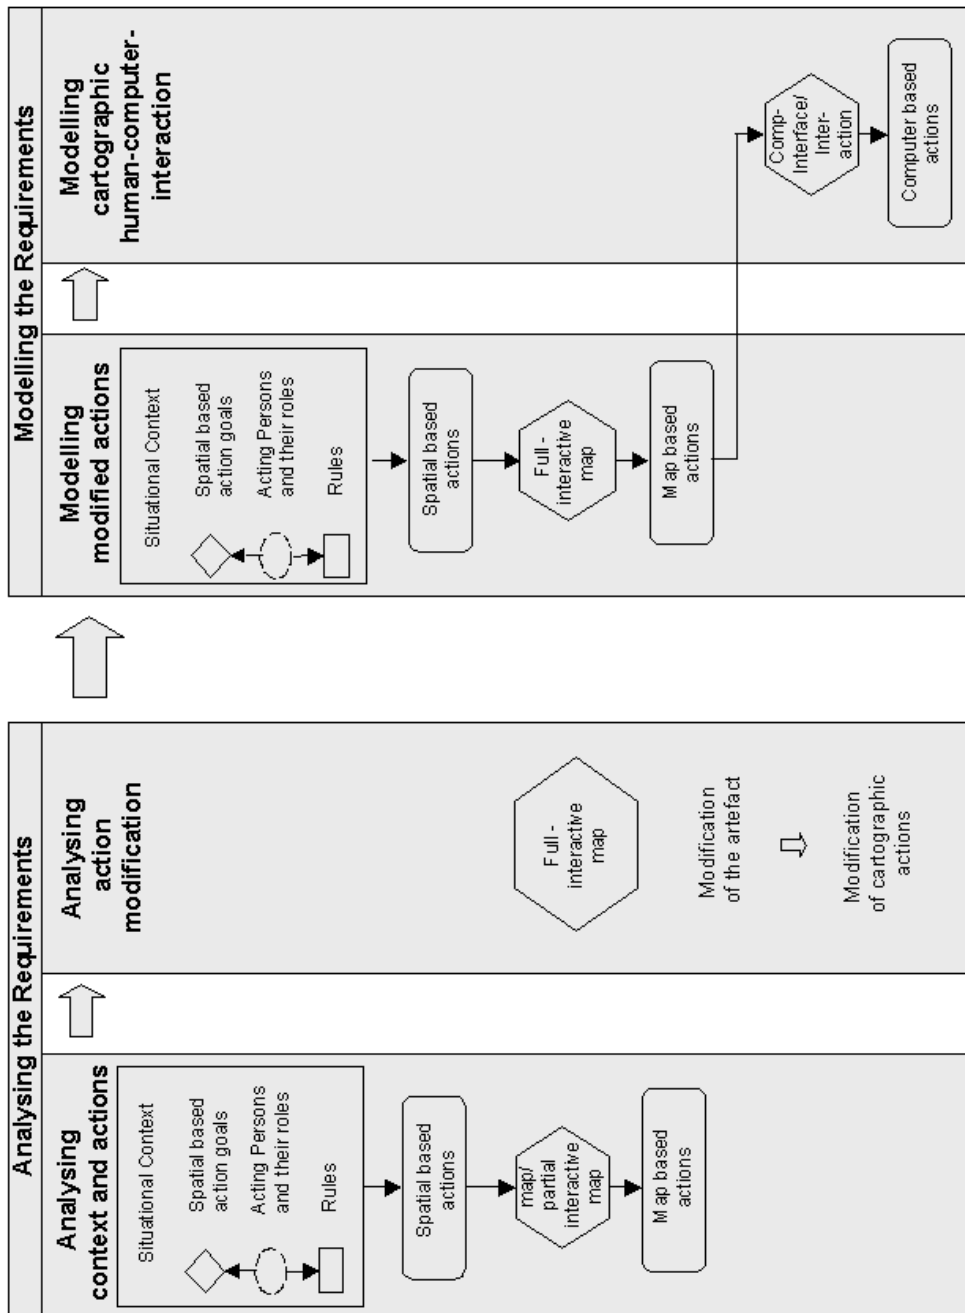 Analysing the Requirements
Analysing
context and actions
Situational Context
Spatial based
action goals
Acting Persons
and their roles
Rules
Spatial based
actions
map/
partial
interactive
map
Map based
actions
Analysing
action
modification
Full -
interactive
map
Modification
of the artefact
Modification
of cartographic
actions
Modelling the Requirements
Modelling
modified actions
Situational Context
Spatial based
action goals
Acting Persons
and their roles
Rules
Spatial based
actions
Full -
interactive
map
Map based
actions
Modelling
cartographic
human-computer-
interaction
Comp-
Interface/
Inter-
action
Computer based
actions